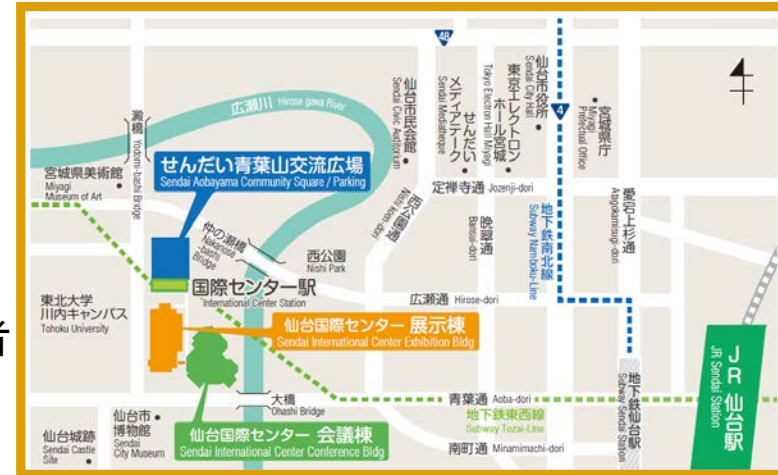 48
広瀬川 Hirose gawa River
澱橋 Yodomi-bashi Bridge
宮城県美術館
Miyagi
Museum of Art
せんだい青葉山交流広場
Sendai Aobayama Community Square / Parking
仙台市民会館
Sendai Civic Auditorium
せんだい
メディアテーク
Sendai Mediatheque
東京エレクトロン
ホール宮城
Tokyo Electron Hall Miyagi
仙台市役所
Sendai City Hall
4
宮城県庁
Miyagi
Prefectual Office
定禅寺通 Jozenji-dori
西公園通
Nishi koen-dori
晩翠通
Bansui-dori
地下鉄南北線
Subway Namboku-Line
愛宕上杉通
Atagokamisugi-dori
仲の瀬橋
Nakanose
-bashi
Bridge
西公園
Nishi Park
国際センター駅
International Center Station
広瀬通 Hirose-dori
東北大学
川内キャンパス
Tohoku University
者
仙台国際センター 展示棟
Sendai International Center Exhibition Bldg
JR 仙台駅
JR Sendai Station
地下鉄仙台駅
Subway Sendai Station
大橋
Ohashi Bridge
青葉通 Aoba-dori
地下鉄東西線
Subway Tozai-Line
仙台城跡
Sendai Castle
Site
仙台市
博物館
Sendai
City Museum
仙台国際センター 会議棟
Sendai International Center Conference Bldg
南町通 Minamimachi-dori